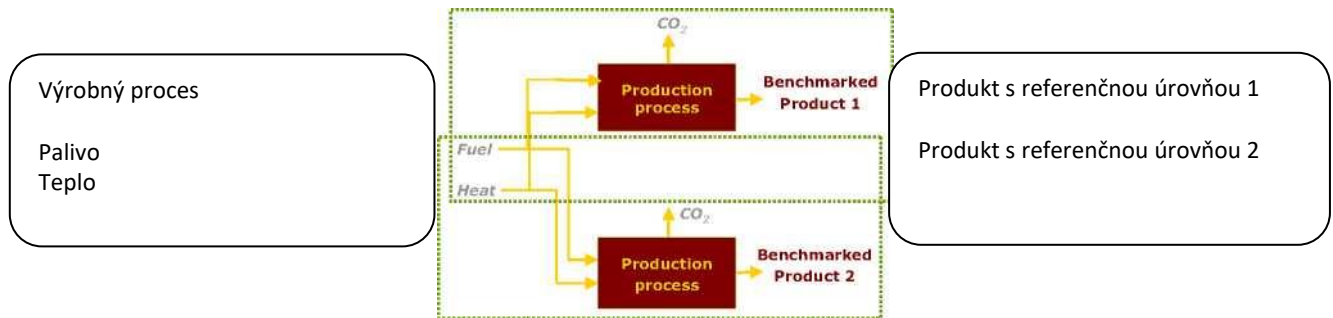 Výrobný proces
Palivo
Teplo
CO₂
Production
process
Benchmarked
Product 1
Fuel
Heat
CO₂
Production
process
Benchmarked
Product 2
Produkt s referenčnou úrovňou 1
Produkt s referenčnou úrovňou 2